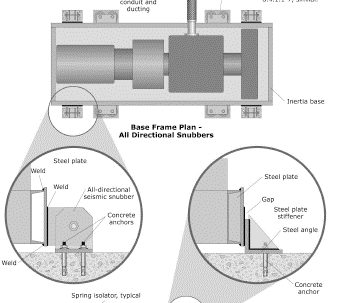 conduit and
ducting
Inertia base
Base Frame Plan -
All Directional Snubbers
Steel plate
Weld
Weld
All-directional
seismic snubber
Concrete
anchors
Weld
Spring isolator, typical
Steel plate
Gap
Steel plate
stiffener
Steel angle
Concrete
anchor